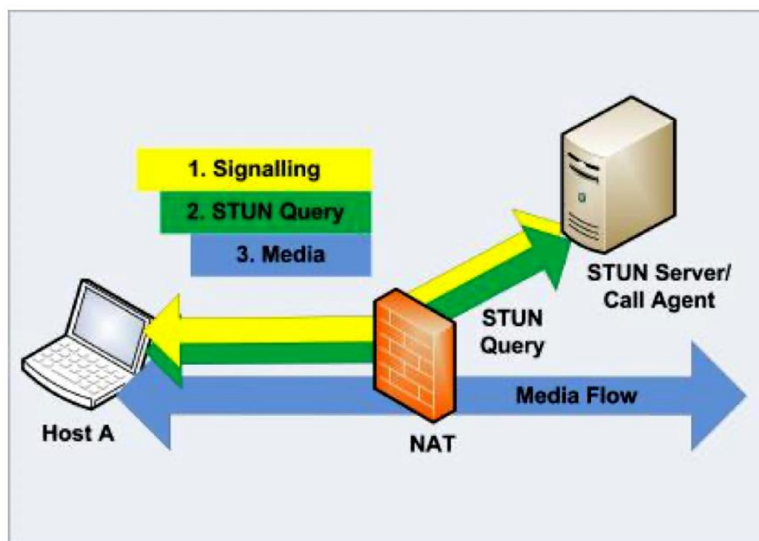 1. Signalling
2. STUN Query
3. Media
STUN Server/
Call Agent
STUN
Query
Media Flow
Host A
NAT